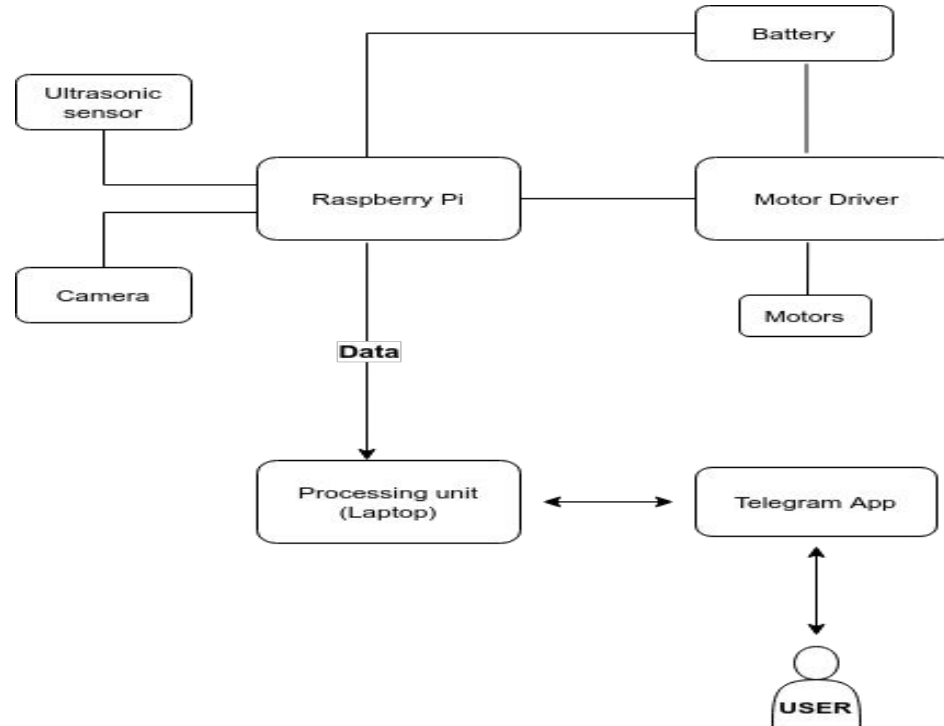 Battery
Ultrasonic
sensor
Raspberry Pi
Motor Driver
Camera
Motors
Data
Processing unit
(Laptop)
Telegram App
USER